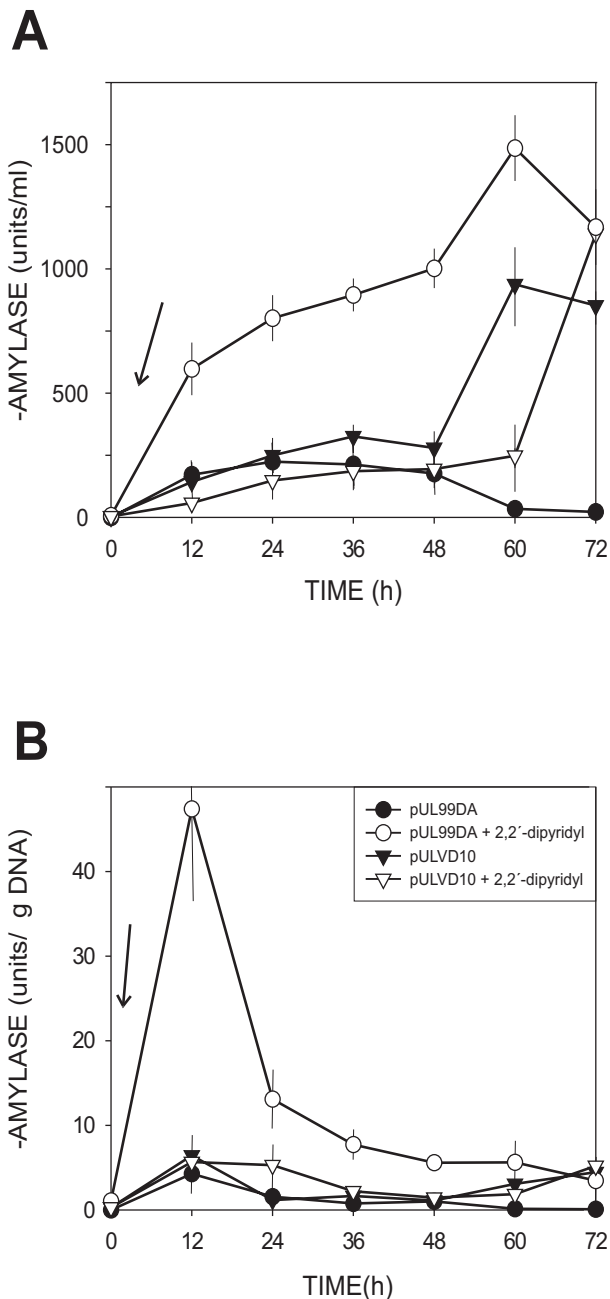 A
-AMYLASE (units/ml)
1500
1000
500
0
0 12 24 36 48 60 72
TIME (h)
B
-AMYLASE (units/ g DNA)
pUL99DA
pUL99DA + 2,2´-dipyridyl
pULVD10
pULVD10 + 2,2´-dipyridyl
40
30
20
10
0
0 12 24 36 48 60 72
TIME(h)